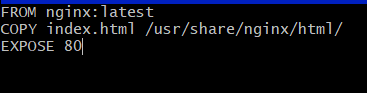 FROM nginx:latest
COPY index.html /usr/share/nginx/html/
EXPOSE 80